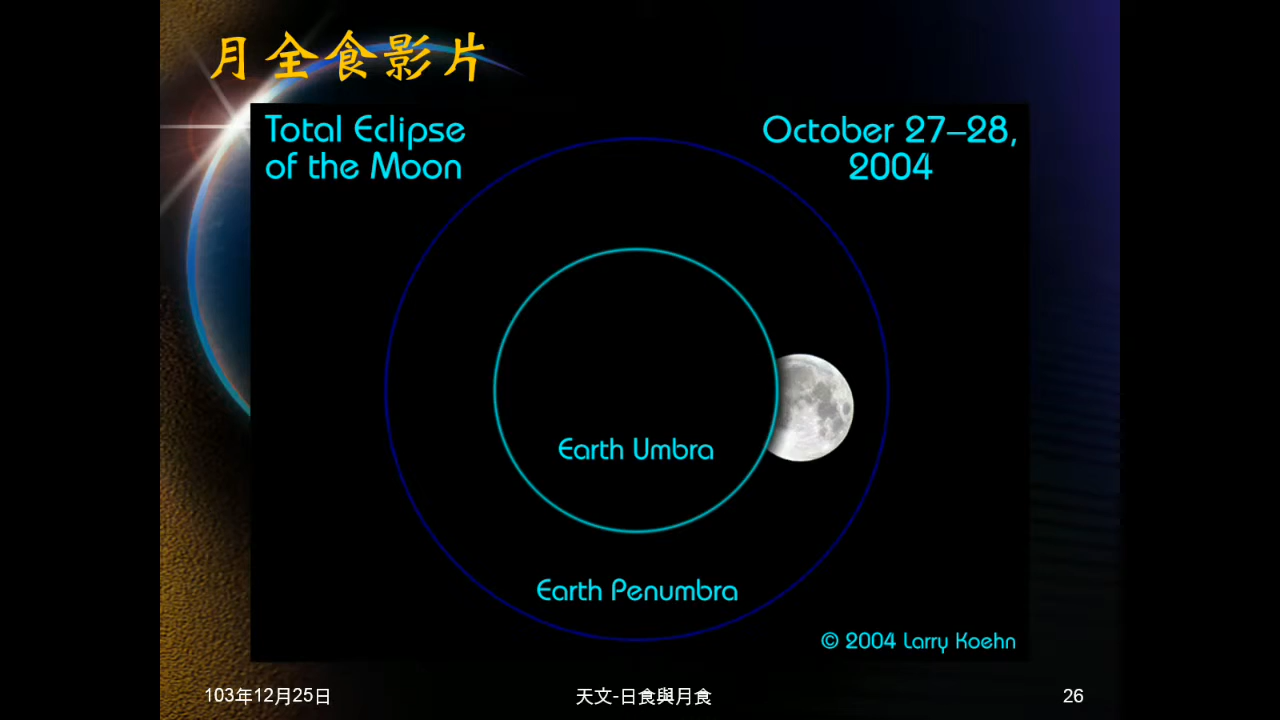 月全食影片
Total Eclipse
of the Moon
October 27–28,
2004
Earth Umbra
Earth Penumbra
© 2004 Larry Koehn
103年12月25日
天文-日食與月食
26